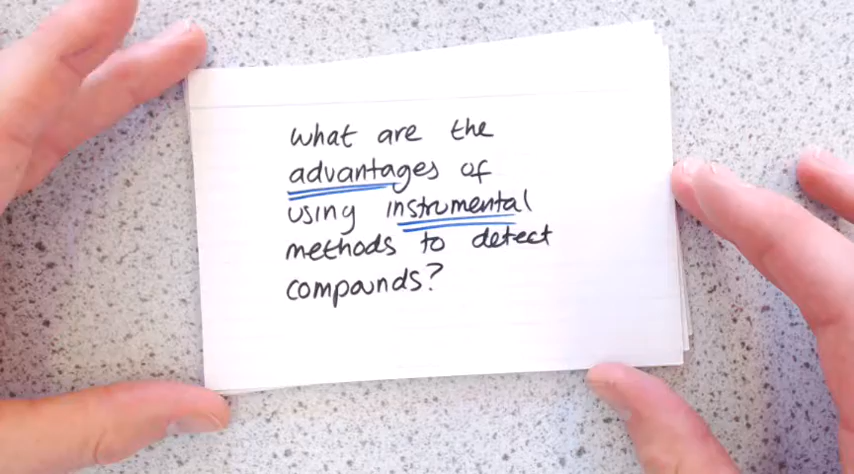 What are the
advantages of
using instrumental
methods to detect
compounds?